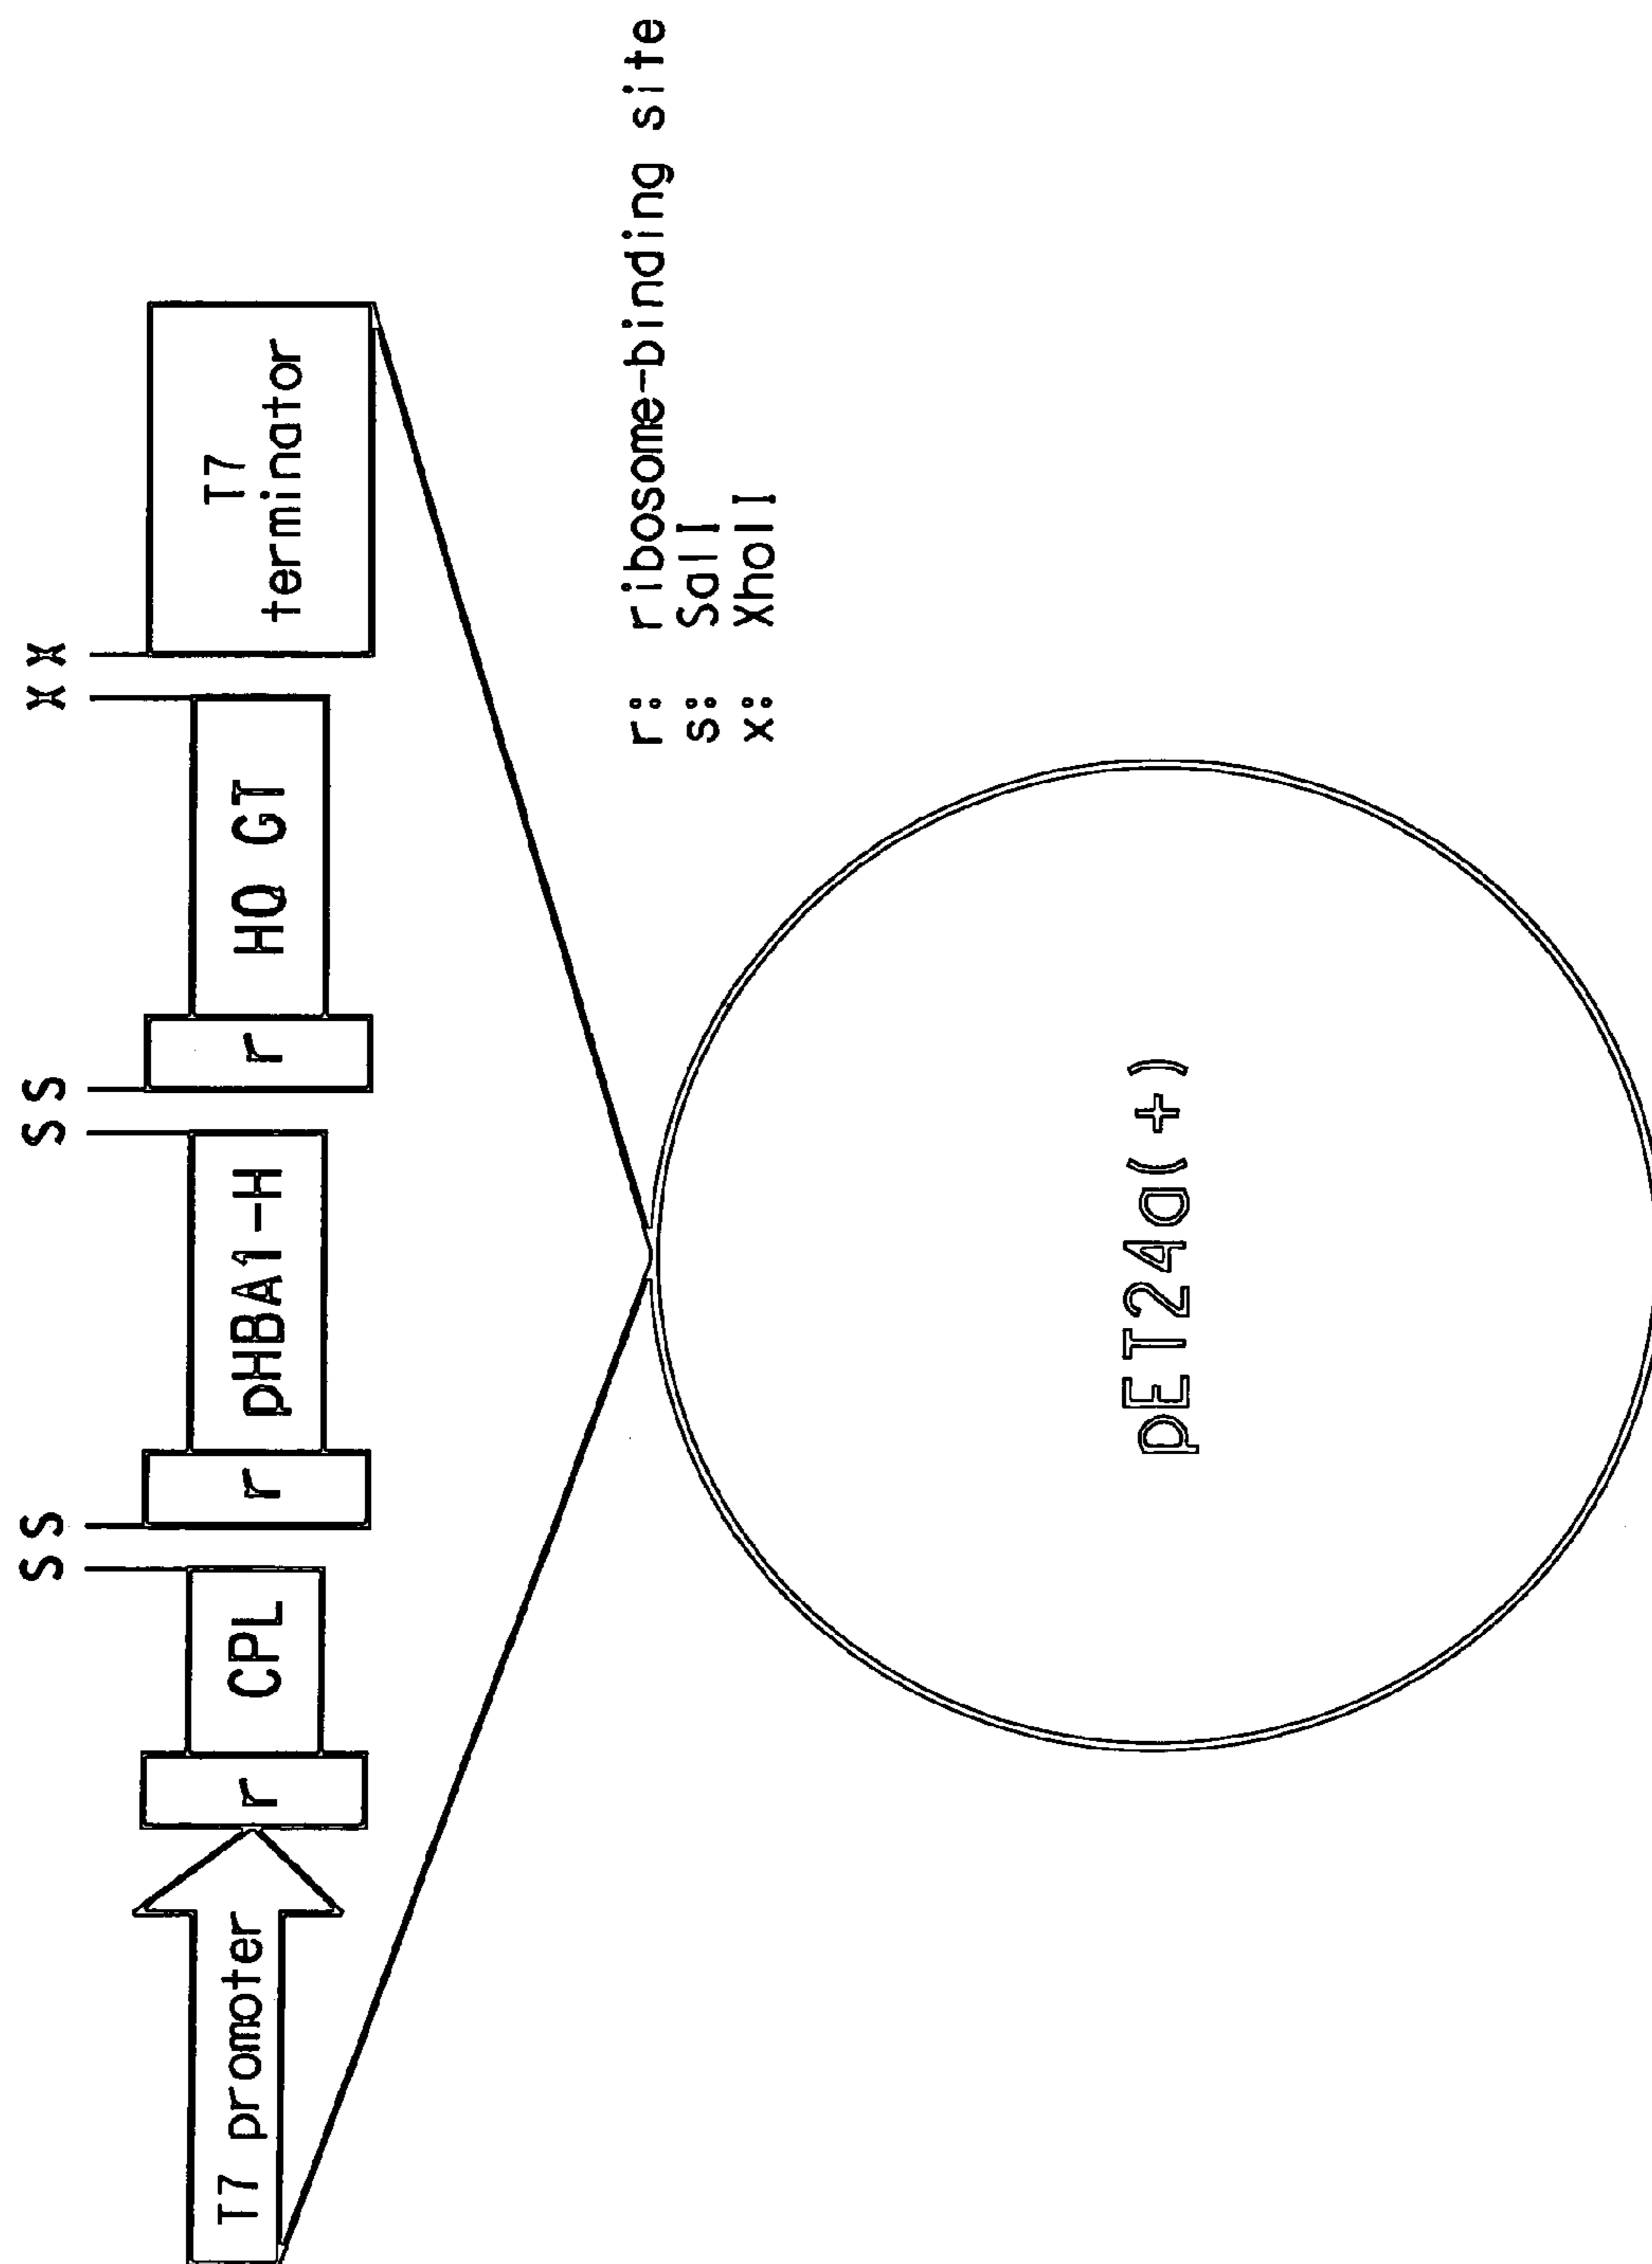 S S
S S
X X
T7 promoter
r
CPL
r
pHBA1-H
r
HQ GT
T7
terminator
r: ribosome-binding site
s: SalI
x: XhoII
pET24a(+)